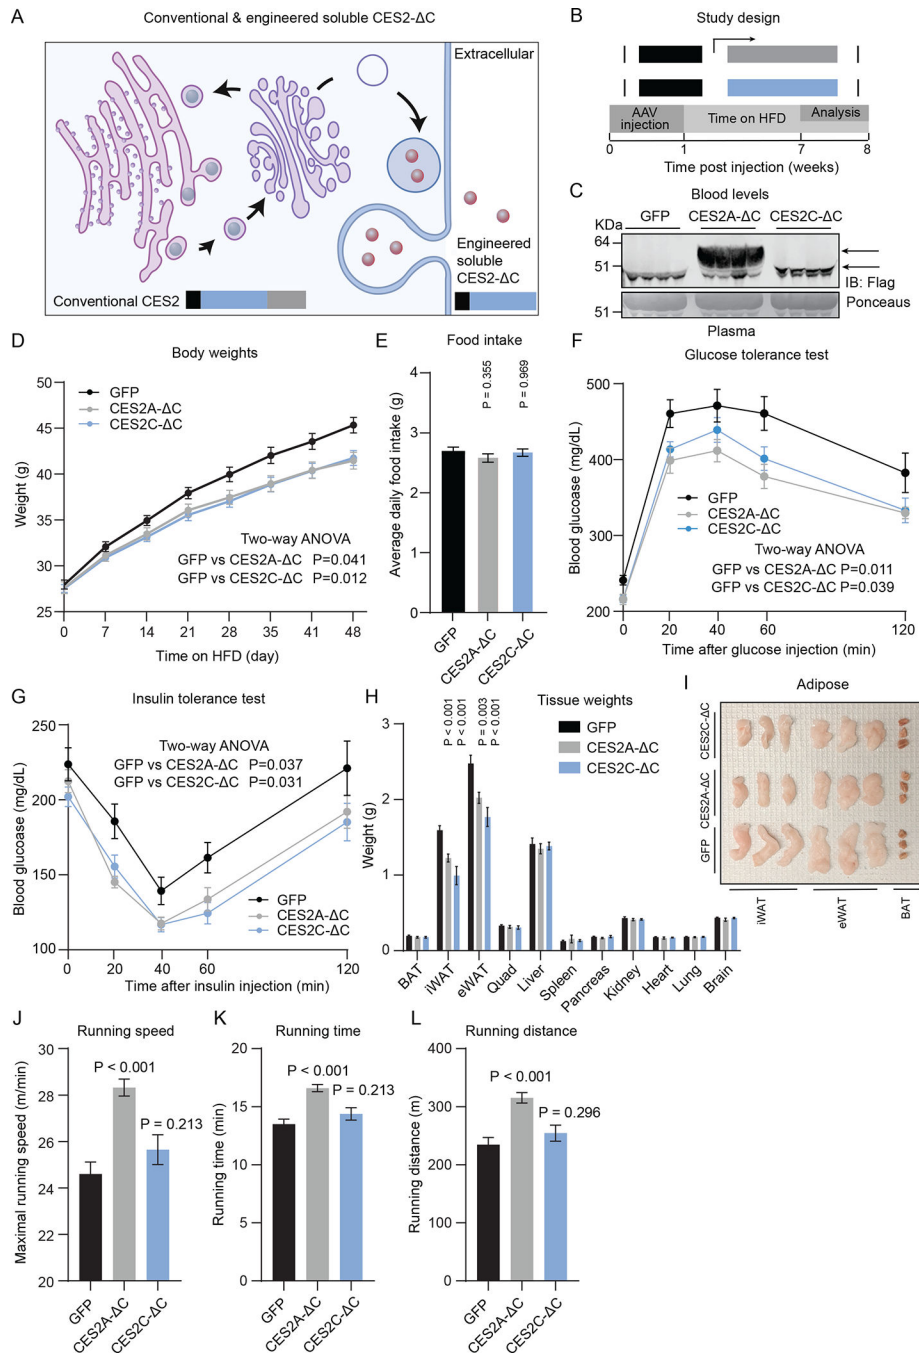 A
Conventional & engineered soluble CES2-ΔC
Extracellular
Engineered
soluble
CES2-ΔC
Conventional CES2
B
Study design
AAV
injection
Time on HFD
Analysis
0 1 7 8
Time post injection (weeks)
C
Blood levels
GFP CES2A-ΔC CES2C-ΔC
KDa
64
51
IB: Flag
51
Ponceaus
Plasma
D
Body weights
GFP
CES2A-ΔC
CES2C-ΔC
Weight (g)
50
45
40
35
30
25
Two-way ANOVA
GFP vs CES2A-ΔC P=0.041
GFP vs CES2C-ΔC P=0.012
0 7 14 21 28 35 41 48
Time on HFD (day)
E
Food intake
P = 0.355
P = 0.969
Average daily food intake (g)
4
3
2
1
0
GFP
CES2A-ΔC
CES2C-ΔC
F
Glucose tolerance test
Blood glucoase (mg/dL)
500
400
300
200
GFP
CES2A-ΔC
CES2C-ΔC
Two-way ANOVA
GFP vs CES2A-ΔC P=0.011
GFP vs CES2C-ΔC P=0.039
0 20 40 60 120
Time after glucose injection (min)
G
Insulin tolerance test
Blood glucoase (mg/dL)
250
200
150
100
Two-way ANOVA
GFP vs CES2A-ΔC P=0.037
GFP vs CES2C-ΔC P=0.031
GFP
CES2A-ΔC
CES2C-ΔC
0 20 40 60 120
Time after insulin injection (min)
H
Tissue weights
P < 0.001
P < 0.001
P = 0.003
P < 0.001
GFP
CES2A-ΔC
CES2C-ΔC
Weight (g)
3
2
1
0
BAT
iWAT
eWAT
Quad
Liver
Spleen
Pancreas
Kidney
Heart
Lung
Brain
I
Adipose
CES2C-ΔC
CES2A-ΔC
GFP
iWAT
eWAT
BAT
J
Running speed
Maximal running speed (m/min)
30
28
26
24
22
20
P < 0.001
P = 0.213
GFP
CES2A-ΔC
CES2C-ΔC
K
Running time
Running time (min)
20
15
10
5
0
P < 0.001
P = 0.213
GFP
CES2A-ΔC
CES2C-ΔC
L
Running distance
Running distance (m)
400
300
200
100
0
P < 0.001
P = 0.296
GFP
CES2A-ΔC
CES2C-ΔC